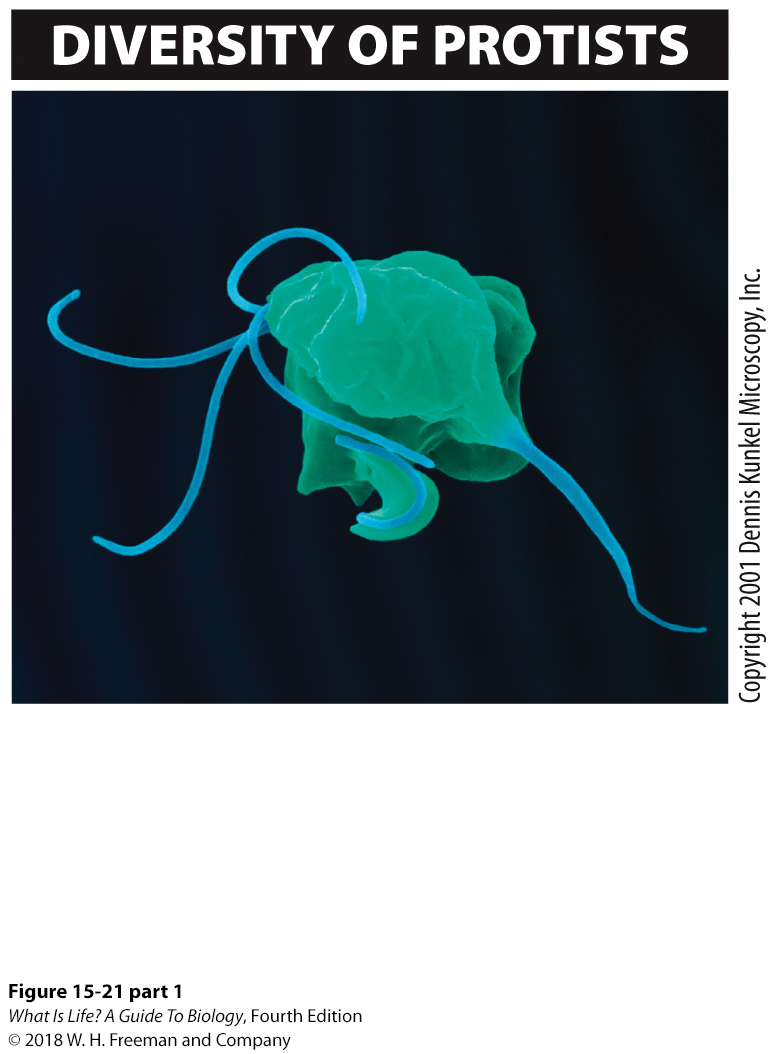 DIVERSITY OF PROTISTS
Copyright 2001 Dennis Kunkel Microscopy, Inc.
Figure 15-21 part 1
What Is Life? A Guide To Biology, Fourth Edition
© 2018 W. H. Freeman and Company